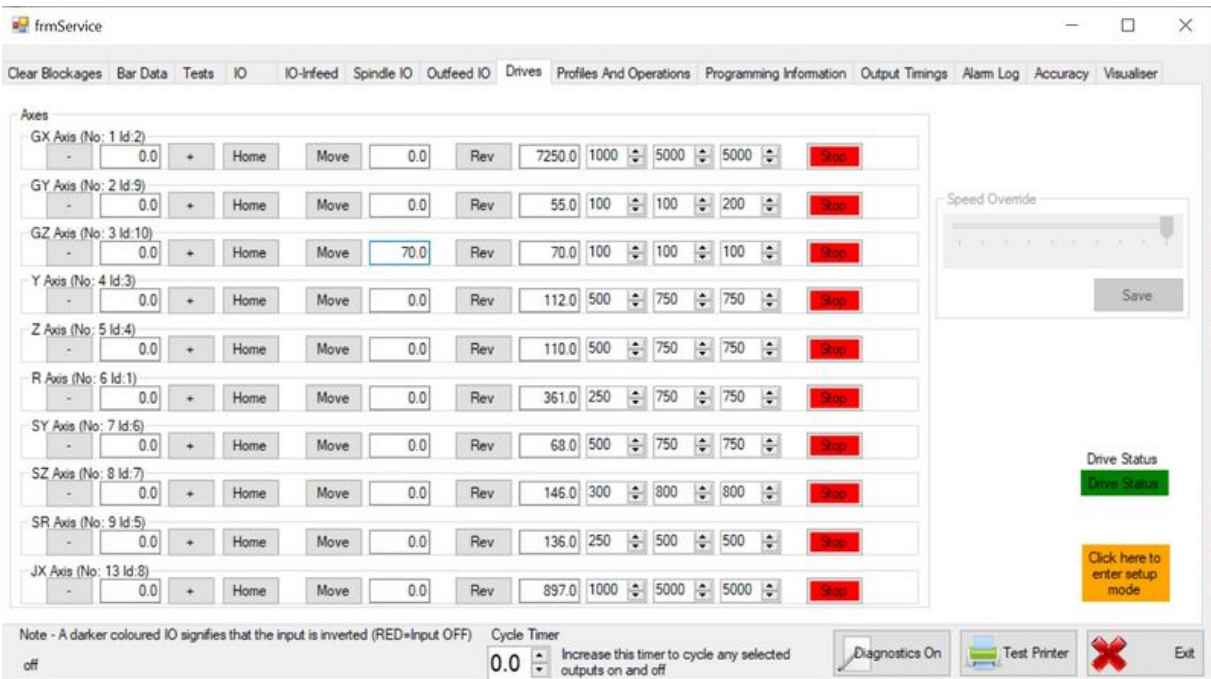 frmService
Clear Blockages Bar Data Tests IO IO-Infeed Spindle IO Outfeed IO Drives Profiles And Operations Programming Information Output Timings Alarm Log Accuracy Visualiser
Axes
GX Axis (No: 1 Id:2)
- 0.0 + Home Move 0.0 Rev 7250.0 1000 5000 5000 Stop
GY Axis (No: 2 Id:9)
- 0.0 + Home Move 0.0 Rev 55.0 100 100 200 Stop
GZ Axis (No: 3 Id:10)
- 0.0 + Home Move 70.0 Rev 70.0 100 100 100 Stop
Y Axis (No: 4 Id:3)
- 0.0 + Home Move 0.0 Rev 112.0 500 750 750 Stop
Z Axis (No: 5 Id:4)
- 0.0 + Home Move 0.0 Rev 110.0 500 750 750 Stop
R Axis (No: 6 Id:1)
- 0.0 + Home Move 0.0 Rev 361.0 250 750 750 Stop
SY Axis (No: 7 Id:6)
- 0.0 + Home Move 0.0 Rev 68.0 500 750 750 Stop
SZ Axis (No: 8 Id:7)
- 0.0 + Home Move 0.0 Rev 146.0 300 800 800 Stop
SR Axis (No: 9 Id:5)
- 0.0 + Home Move 0.0 Rev 136.0 250 500 500 Stop
JX Axis (No: 13 Id:8)
- 0.0 + Home Move 0.0 Rev 897.0 1000 5000 5000 Stop
Speed Override
Save
Drive Status
Drive Status
Click here to
enter setup
mode
Note - A darker coloured IO signifies that the input is inverted (RED=Input OFF)
off
Cycle Timer
0.0
Increase this timer to cycle any selected
outputs on and off
Diagnostics On
Test Printer
Exit